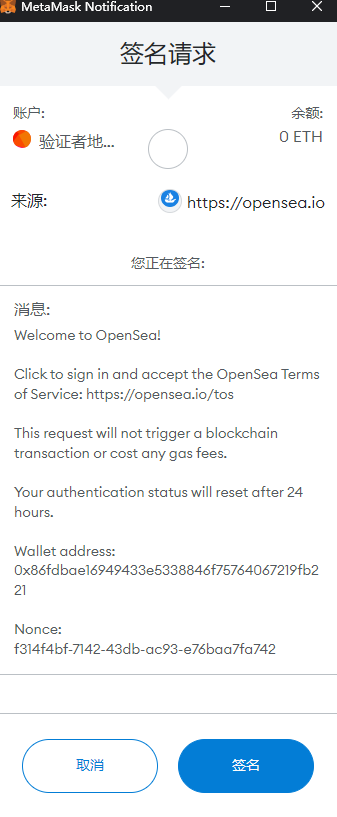 MetaMask Notification
签名请求
账户:
余额:
验证者地...
0 ETH
来源:
https://opensea.io
您正在签名:
消息:
Welcome to OpenSea!
Click to sign in and accept the OpenSea Terms
of Service: https://opensea.io/tos
This request will not trigger a blockchain
transaction or cost any gas fees.
Your authentication status will reset after 24
hours.
Wallet address:
0x86fdbae16949433e5338846f75764067219fb2
21
Nonce:
f314f4bf-7142-43db-ac93-e76baa7fa742
取消
签名